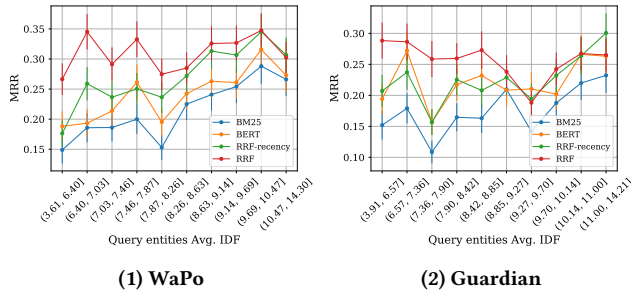 0.35
0.30
0.25
0.20
0.15
MRR
BM25
BERT
RRF-recency
RRF
(3.61, 6.40]
(6.40, 7.03]
(7.03, 7.46]
(7.46, 7.87]
(7.87, 8.26]
(8.26, 8.63]
(8.63, 9.14]
(9.14, 9.69]
(9.69, 10.47]
(10.47, 14.30]
Query entities Avg. IDF
(1) WaPo
0.30
0.25
0.20
0.15
0.10
MRR
BM25
BERT
RRF-recency
RRF
(3.91, 6.57]
(6.57, 7.36]
(7.36, 7.90]
(7.90, 8.42]
(8.42, 8.85]
(8.85, 9.27]
(9.27, 9.70]
(9.70, 10.14]
(10.14, 11.00]
(11.00, 14.21]
Query entities Avg. IDF
(2) Guardian